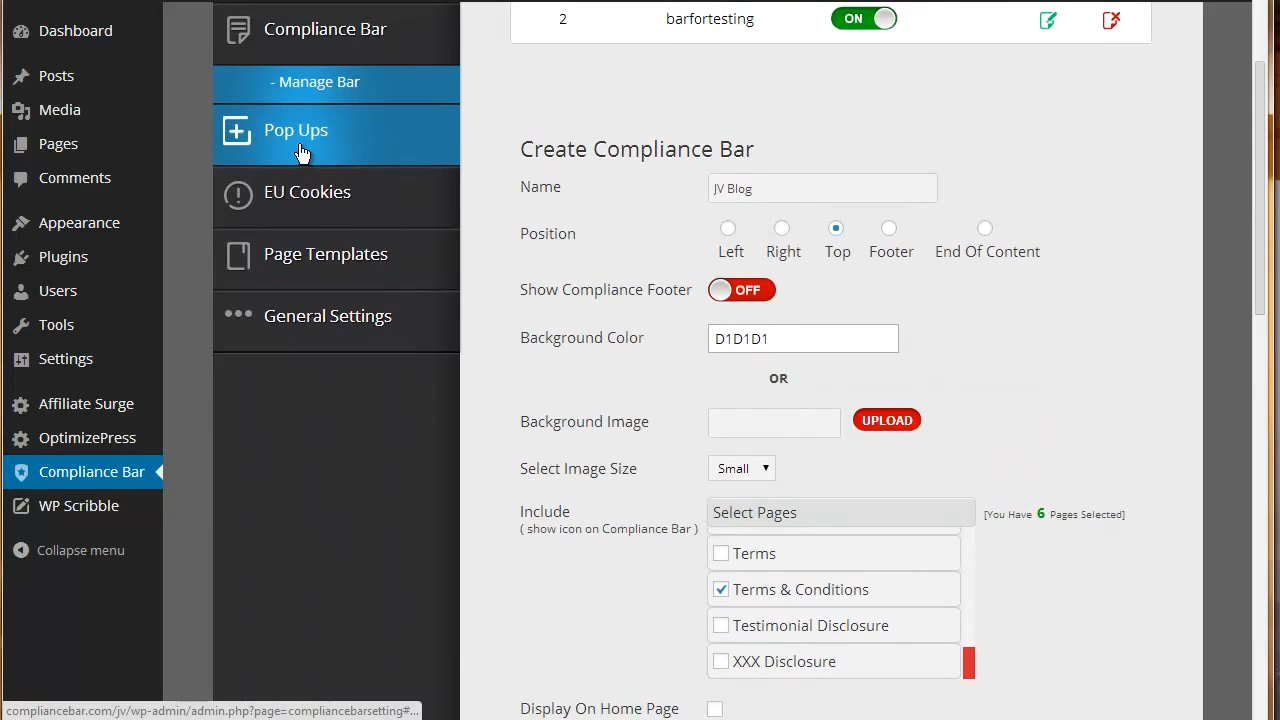 Dashboard
Posts
Media
Pages
Comments
Appearance
Plugins
Users
Tools
Settings
Affiliate Surge
OptimizePress
Compliance Bar
WP Scribble
Collapse menu
Compliance Bar
- Manage Bar
Pop Ups
EU Cookies
Page Templates
General Settings
2 barfortesting ON
Create Compliance Bar
Name JV Blog
Position
Left Right Top Footer End Of Content
Show Compliance Footer OFF
Background Color D1D1D1
OR
Background Image UPLOAD
Select Image Size Small
Include Select Pages [You Have 6 Pages Selected]
( show icon on Compliance Bar )
Terms
Terms & Conditions
Testimonial Disclosure
XXX Disclosure
Display On Home Page
compliancebar.com/jv/wp-admin/admin.php?page=compliancebarsetting#...